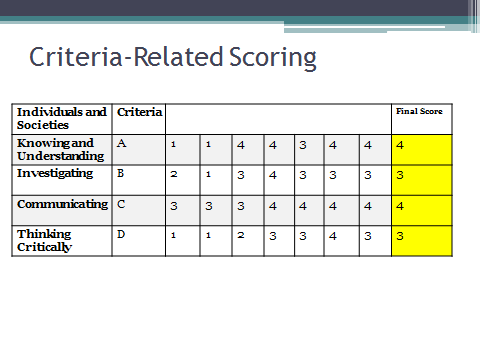 Criteria-Related Scoring
Individuals and Societies Criteria Final Score
Knowing and Understanding A 1 1 4 4 3 4 4 4
Investigating B 2 1 3 4 3 3 3 3
Communicating C 3 3 3 4 4 4 4 4
Thinking Critically D 1 1 2 3 3 4 3 3